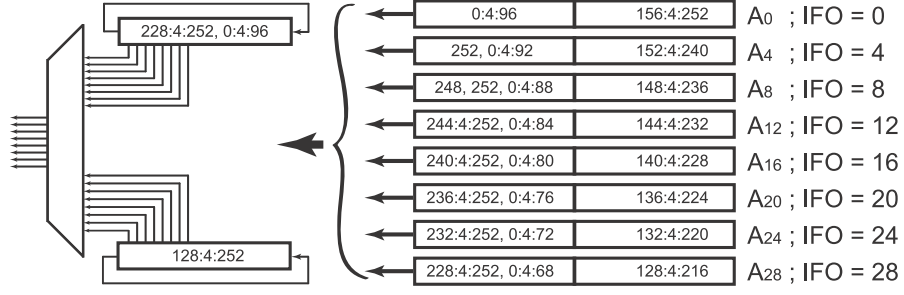 228:4:252, 0:4:96
128:4:252
0:4:96 156:4:252 A0 ; IFO = 0
252, 0:4:92 152:4:240 A4 ; IFO = 4
248, 252, 0:4:88 148:4:236 A8 ; IFO = 8
244:4:252, 0:4:84 144:4:232 A12 ; IFO = 12
240:4:252, 0:4:80 140:4:228 A16 ; IFO = 16
236:4:252, 0:4:76 136:4:224 A20 ; IFO = 20
232:4:252, 0:4:72 132:4:220 A24 ; IFO = 24
228:4:252, 0:4:68 128:4:216 A28 ; IFO = 28